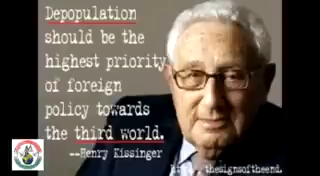 Depopulation
should be the
highest priority
of foreign
policy towards
the third world.
--Henry Kissinger
thesignsoftheend.